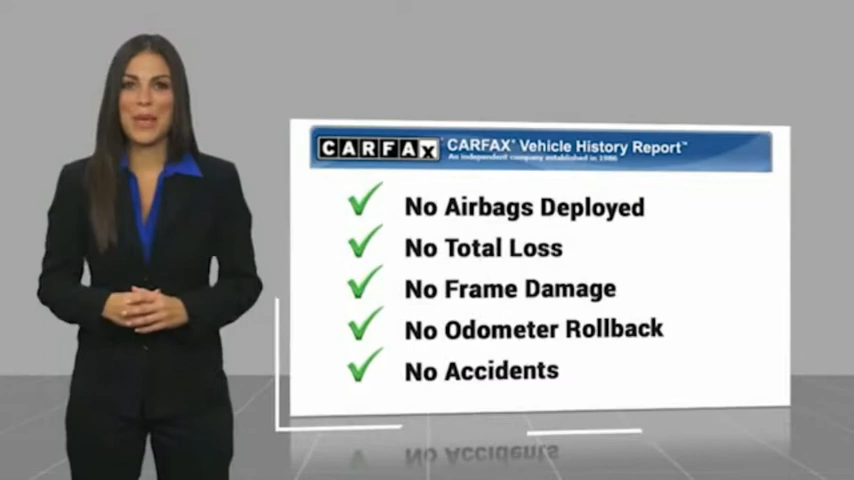 CARFAX CARFAX® Vehicle History Report™
An independent company established in 1986
No Airbags Deployed
No Total Loss
No Frame Damage
No Odometer Rollback
No Accidents
No Accidents